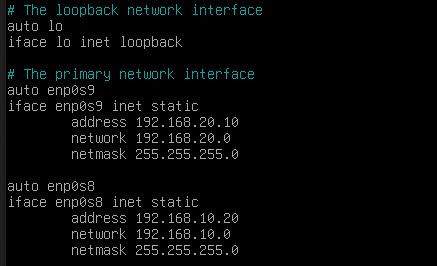 # The loopback network interface
auto lo
iface lo inet loopback
# The primary network interface
auto enp0s9
iface enp0s9 inet static
address 192.168.20.10
network 192.168.20.0
netmask 255.255.255.0
auto enp0s8
iface enp0s8 inet static
address 192.168.10.20
network 192.168.10.0
netmask 255.255.255.0